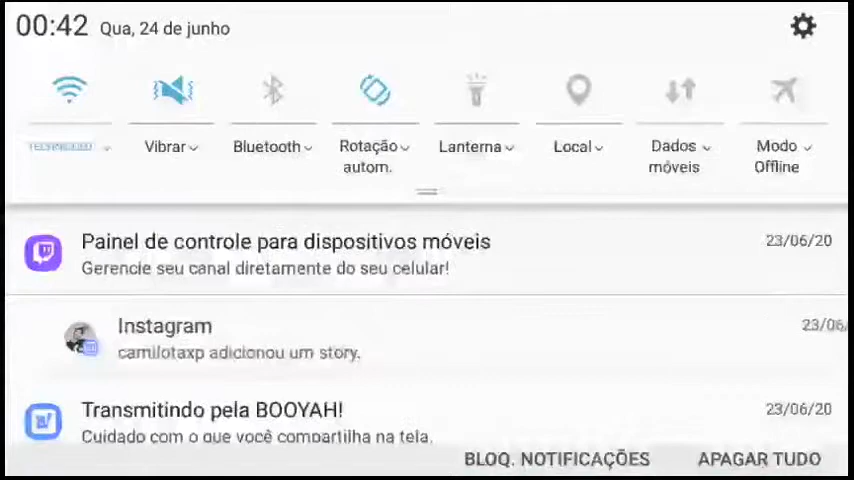 00:42 Qua, 24 de junho
Vibrar
Bluetooth
Rotação autom.
Lanterna
Local
Dados móveis
Modo Offline
Painel de controle para dispositivos móveis 23/06/20
Gerencie seu canal diretamente do seu celular!
Instagram 23/06/
camilotaxp adicionou um story.
Transmitindo pela BOOYAH! 23/06/20
Cuidado com o que você compartilha na tela.
BLOQ. NOTIFICAÇÕES APAGAR TUDO